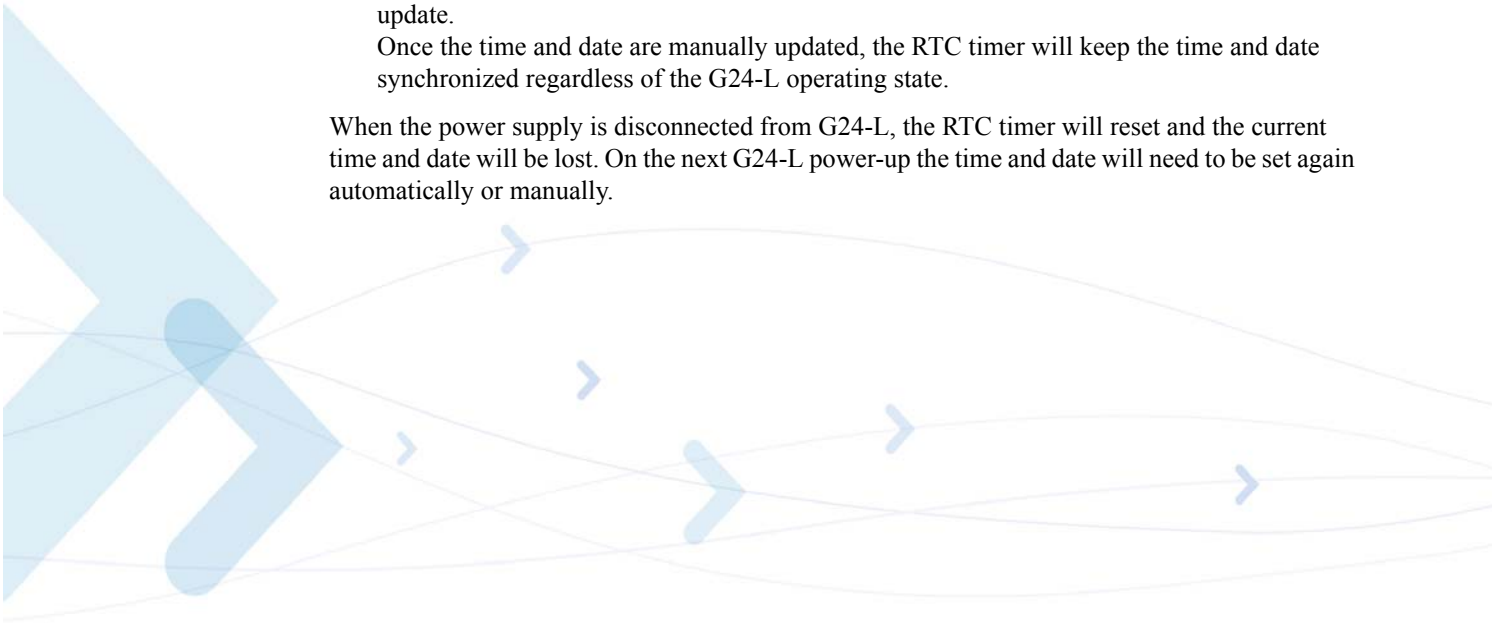 update.
Once the time and date are manually updated, the RTC timer will keep the time and date
synchronized regardless of the G24-L operating state.
When the power supply is disconnected from G24-L, the RTC timer will reset and the current
time and date will be lost. On the next G24-L power-up the time and date will need to be set again
automatically or manually.